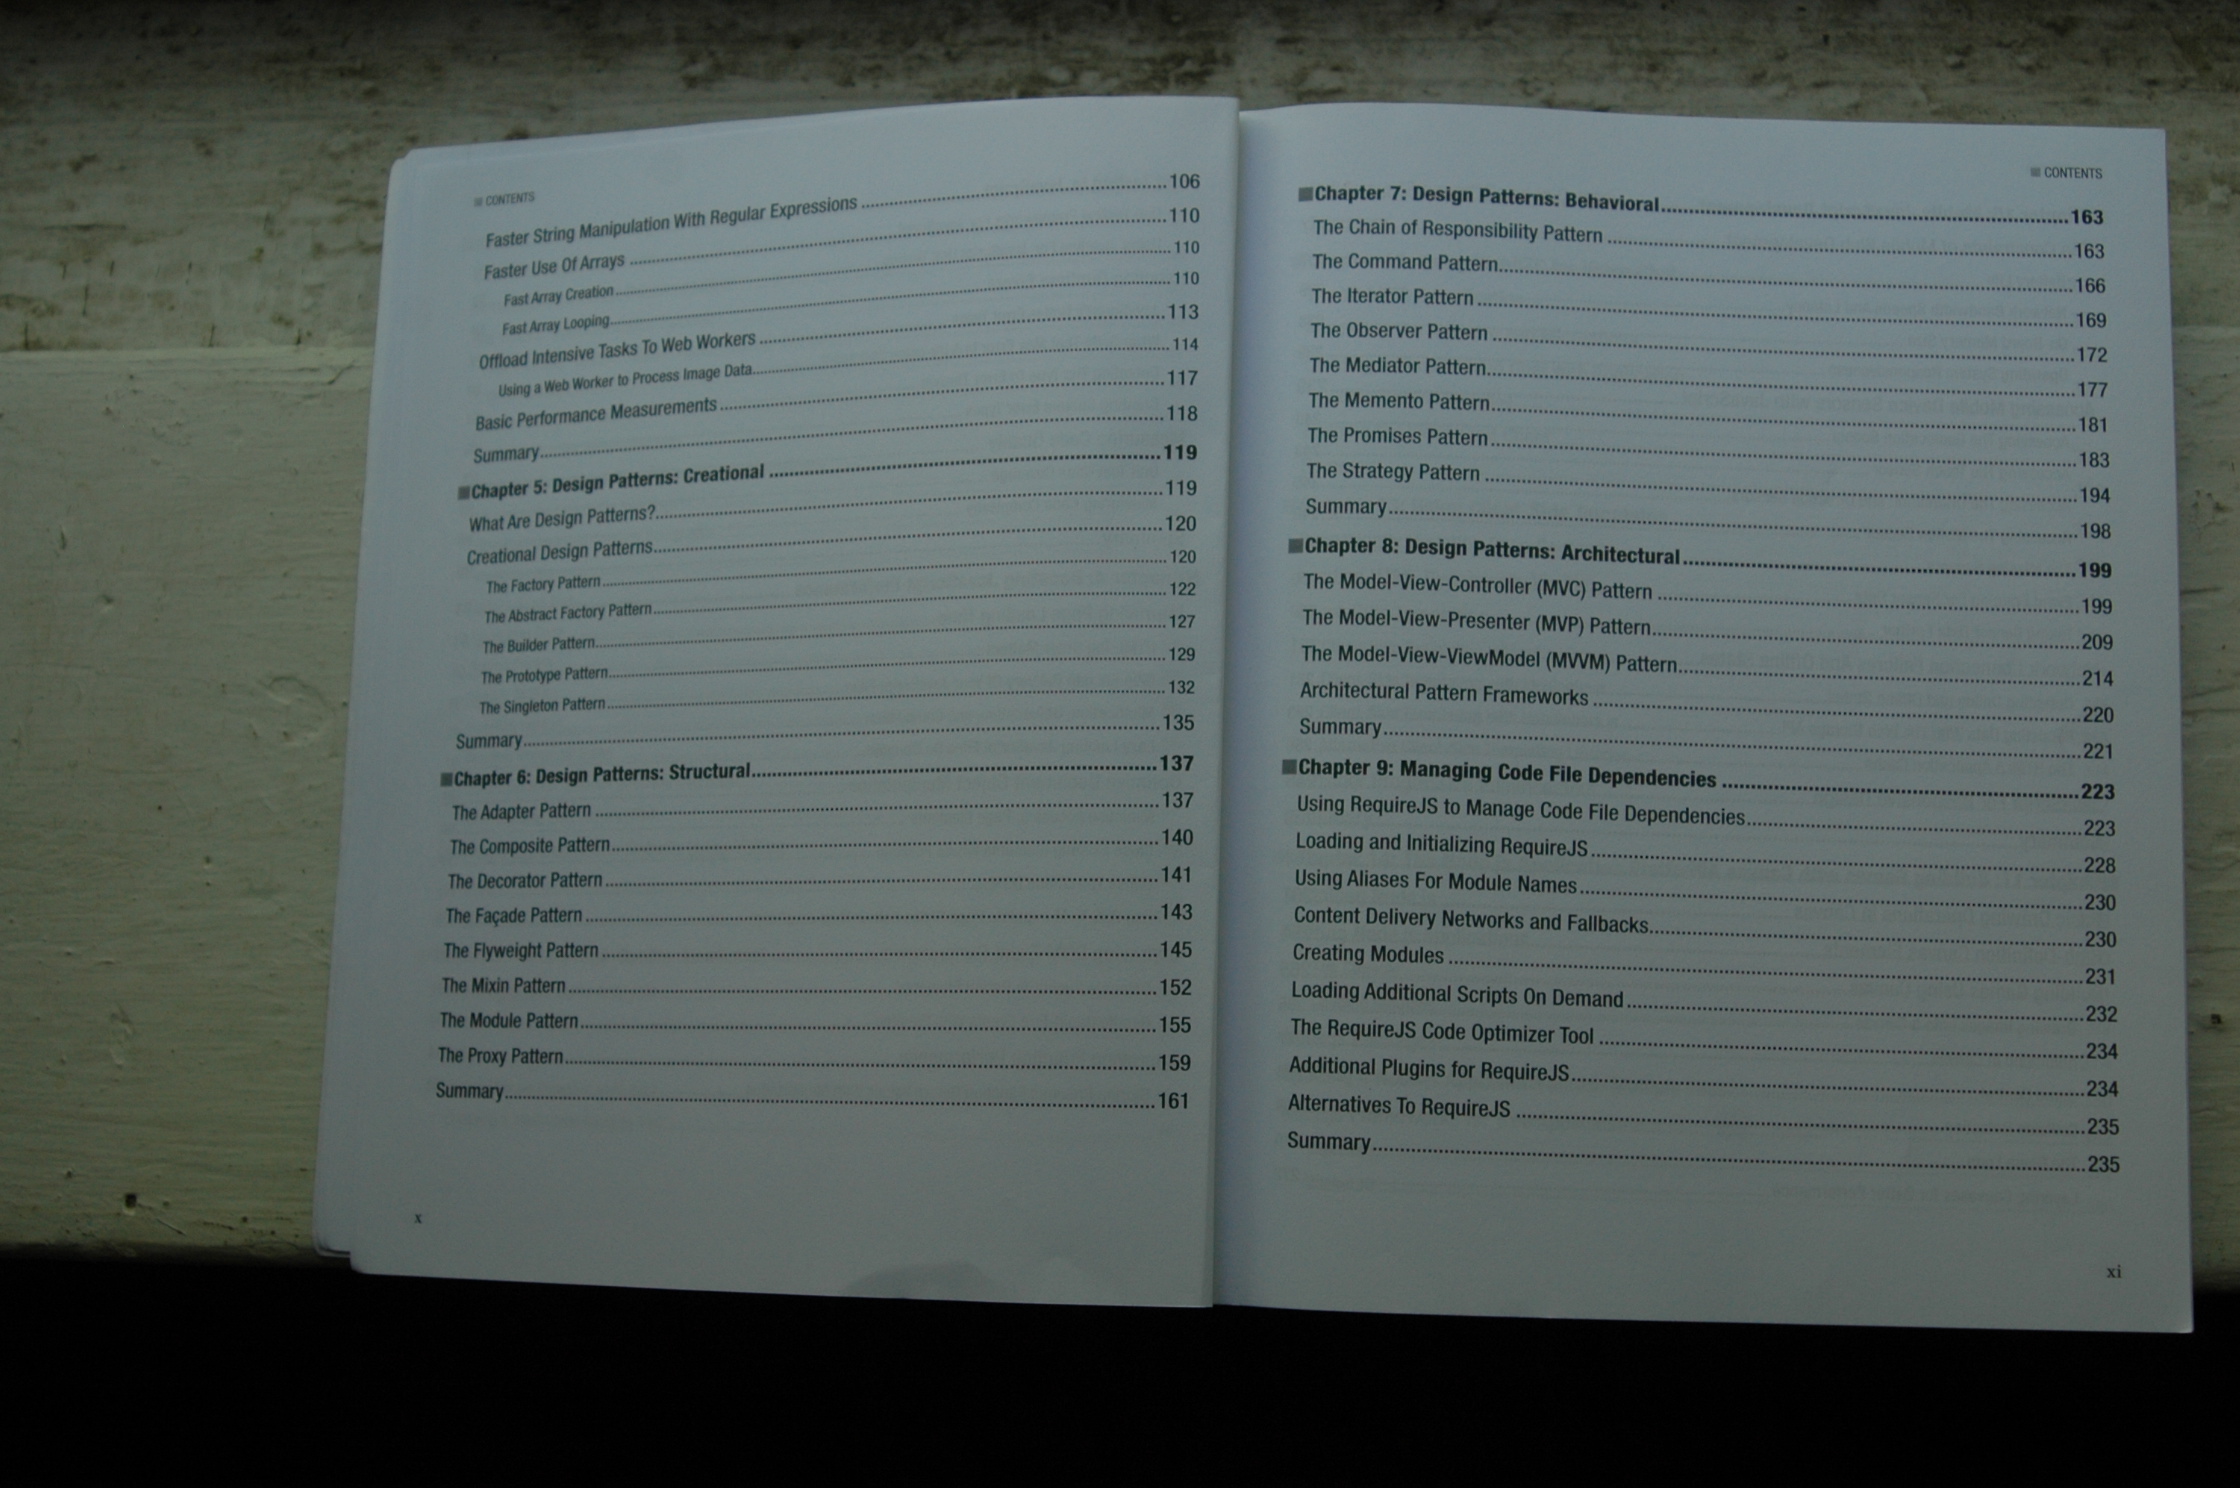 CONTENTS
Faster String Manipulation With Regular Expressions ........ 106
Faster Use Of Arrays ........ 110
Fast Array Creation ........ 110
Fast Array Looping ........ 110
Offload Intensive Tasks To Web Workers ........ 113
Using a Web Worker to Process Image Data ........ 114
Basic Performance Measurements ........ 117
Summary ........ 118
Chapter 5: Design Patterns: Creational ........ 119
What Are Design Patterns? ........ 119
Creational Design Patterns ........ 120
The Factory Pattern ........ 120
The Abstract Factory Pattern ........ 122
The Builder Pattern ........ 127
The Prototype Pattern ........ 129
The Singleton Pattern ........ 132
Summary ........ 135
Chapter 6: Design Patterns: Structural ........ 137
The Adapter Pattern ........ 137
The Composite Pattern ........ 140
The Decorator Pattern ........ 141
The Façade Pattern ........ 143
The Flyweight Pattern ........ 145
The Mixin Pattern ........ 152
The Module Pattern ........ 155
The Proxy Pattern ........ 159
Summary ........ 161
x
CONTENTS
Chapter 7: Design Patterns: Behavioral ........ 163
The Chain of Responsibility Pattern ........ 163
The Command Pattern ........ 166
The Iterator Pattern ........ 169
The Observer Pattern ........ 172
The Mediator Pattern ........ 177
The Memento Pattern ........ 181
The Promises Pattern ........ 183
The Strategy Pattern ........ 194
Summary ........ 198
Chapter 8: Design Patterns: Architectural ........ 199
The Model-View-Controller (MVC) Pattern ........ 199
The Model-View-Presenter (MVP) Pattern ........ 209
The Model-View-ViewModel (MVVM) Pattern ........ 214
Architectural Pattern Frameworks ........ 220
Summary ........ 221
Chapter 9: Managing Code File Dependencies ........ 223
Using RequireJS to Manage Code File Dependencies ........ 223
Loading and Initializing RequireJS ........ 228
Using Aliases For Module Names ........ 230
Content Delivery Networks and Fallbacks ........ 230
Creating Modules ........ 231
Loading Additional Scripts On Demand ........ 232
The RequireJS Code Optimizer Tool ........ 234
Additional Plugins for RequireJS ........ 234
Alternatives To RequireJS ........ 235
Summary ........ 235
xi